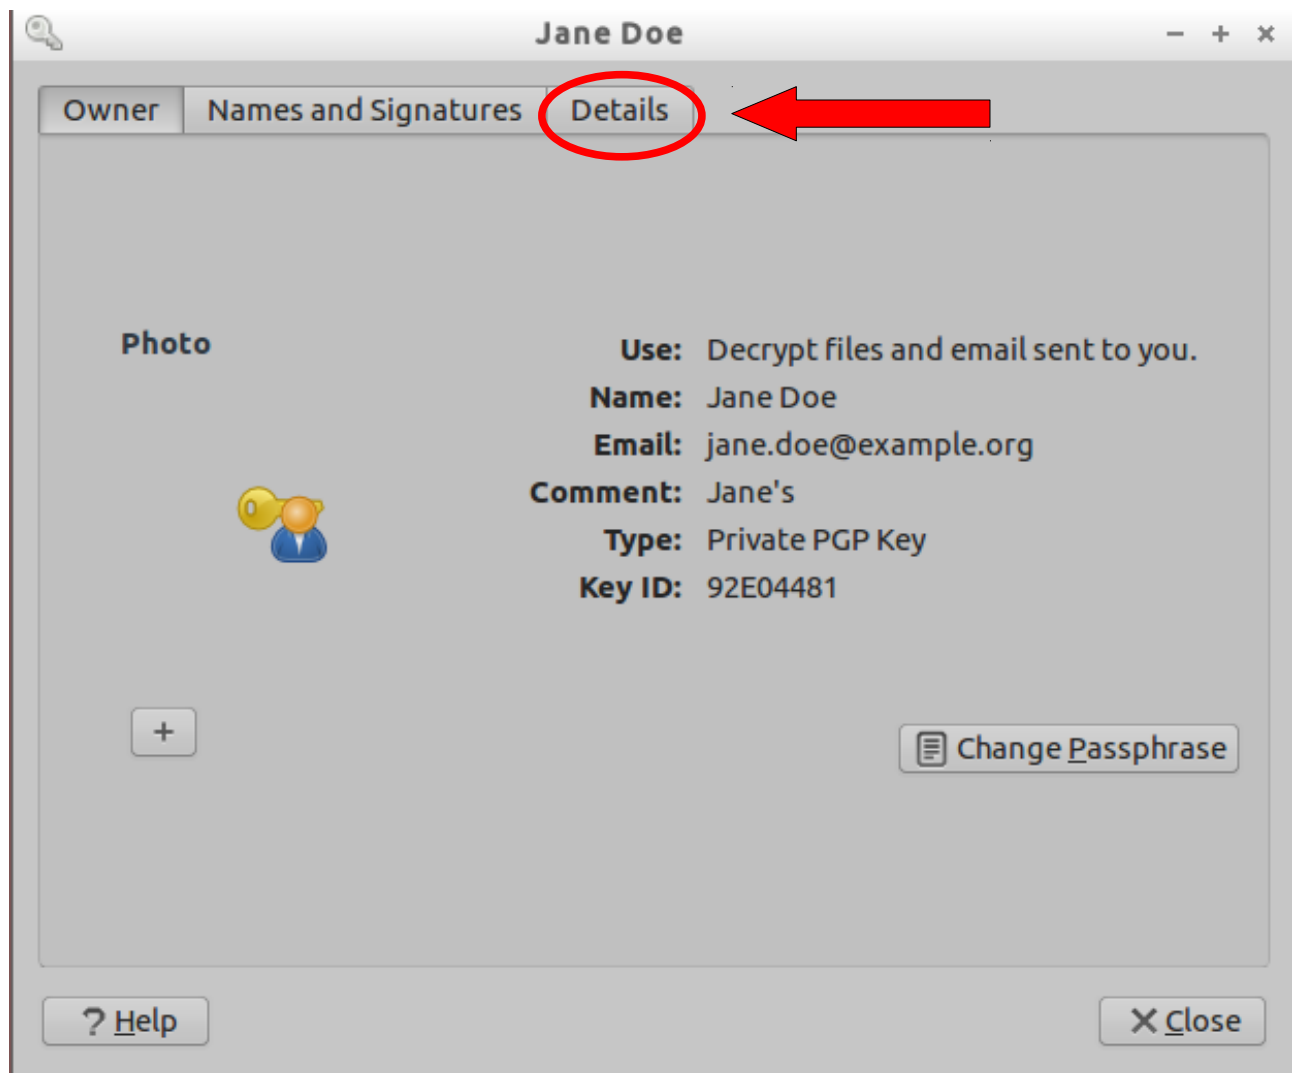 Jane Doe
Owner Names and Signatures Details
Photo
Use: Decrypt files and email sent to you.
Name: Jane Doe
Email: jane.doe@example.org
Comment: Jane's
Type: Private PGP Key
Key ID: 92E04481
+
Change Passphrase
? Help
Close